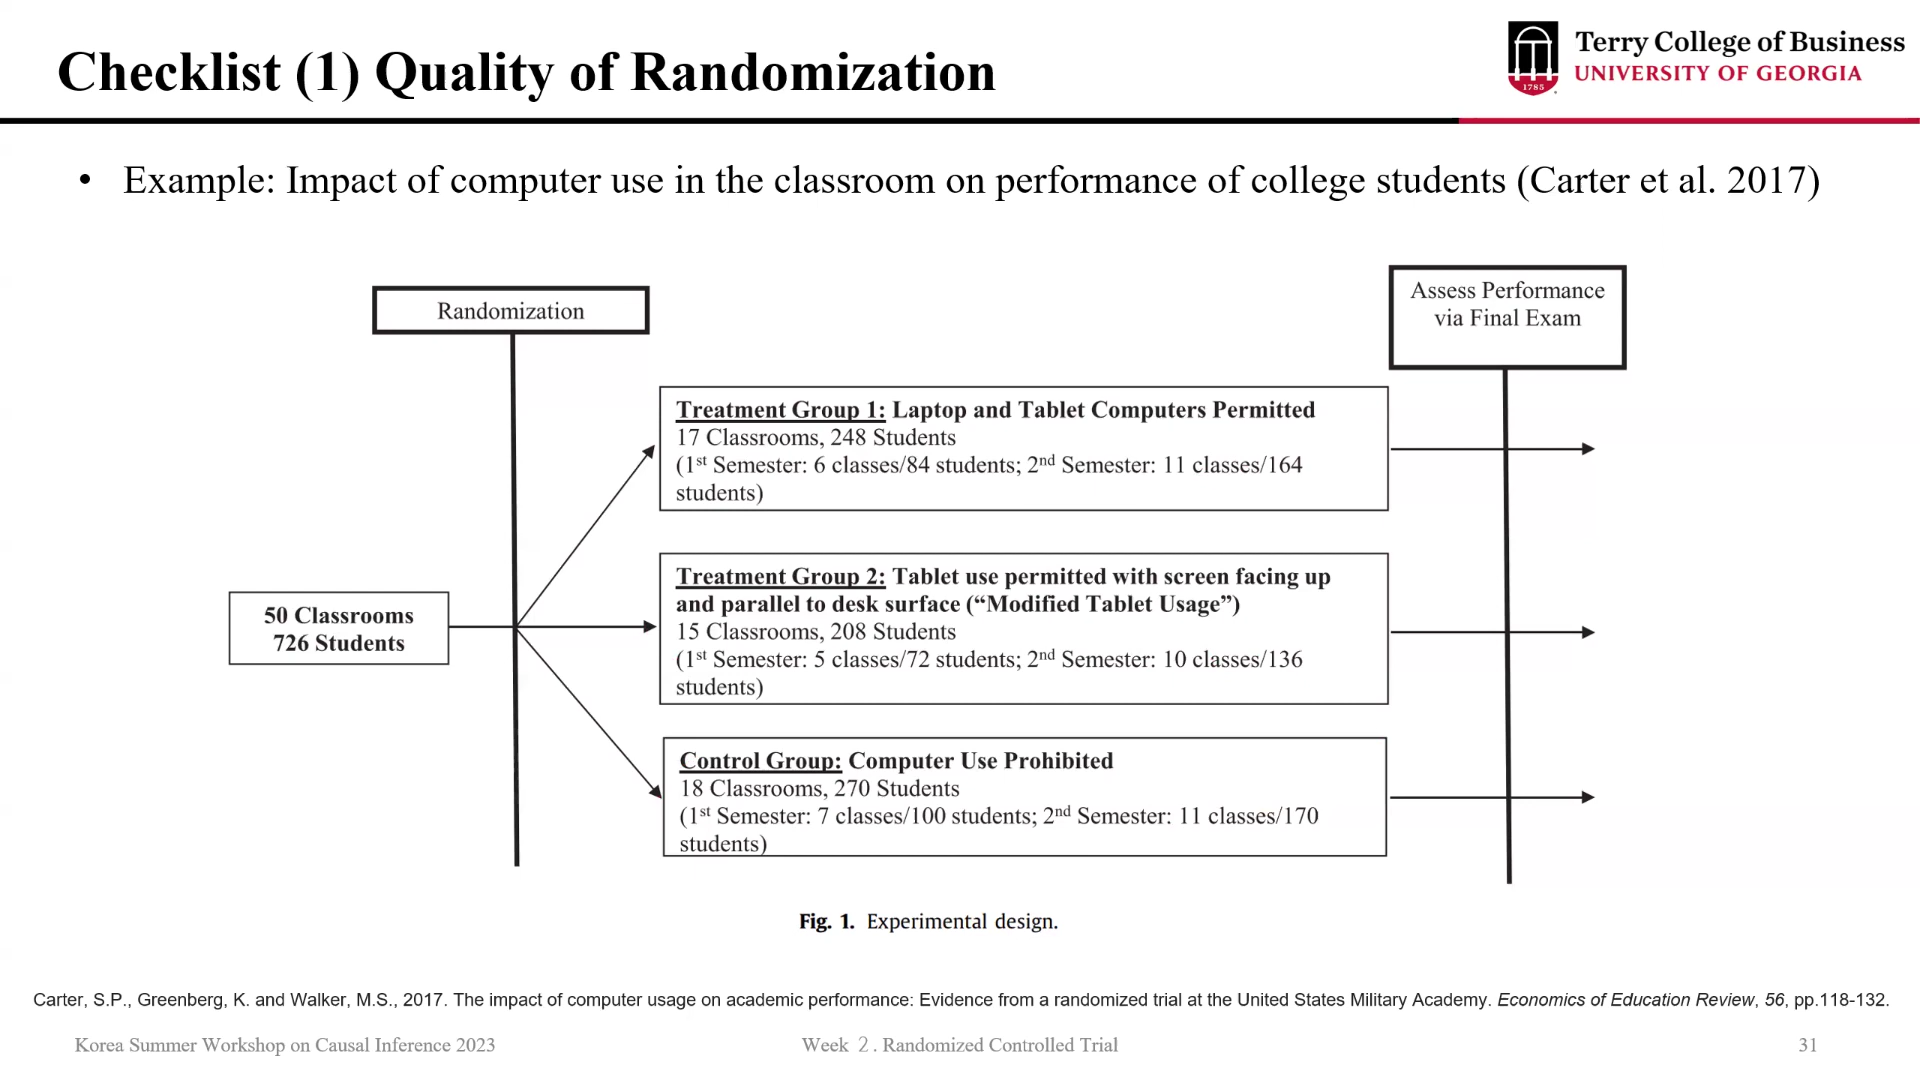 Checklist (1) Quality of Randomization
Terry College of Business
UNIVERSITY OF GEORGIA
1785
• Example: Impact of computer use in the classroom on performance of college students (Carter et al. 2017)
Randomization
Assess Performance
via Final Exam
Treatment Group 1: Laptop and Tablet Computers Permitted
17 Classrooms, 248 Students
(1st Semester: 6 classes/84 students; 2nd Semester: 11 classes/164
students)
50 Classrooms
726 Students
Treatment Group 2: Tablet use permitted with screen facing up
and parallel to desk surface (“Modified Tablet Usage”)
15 Classrooms, 208 Students
(1st Semester: 5 classes/72 students; 2nd Semester: 10 classes/136
students)
Control Group: Computer Use Prohibited
18 Classrooms, 270 Students
(1st Semester: 7 classes/100 students; 2nd Semester: 11 classes/170
students)
Fig. 1. Experimental design.
Carter, S.P., Greenberg, K. and Walker, M.S., 2017. The impact of computer usage on academic performance: Evidence from a randomized trial at the United States Military Academy. Economics of Education Review, 56, pp.118-132.
Korea Summer Workshop on Causal Inference 2023
Week 2. Randomized Controlled Trial
31